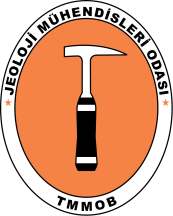 JEOLOJİ MÜHENDİSLERİ ODASI
TMMOB